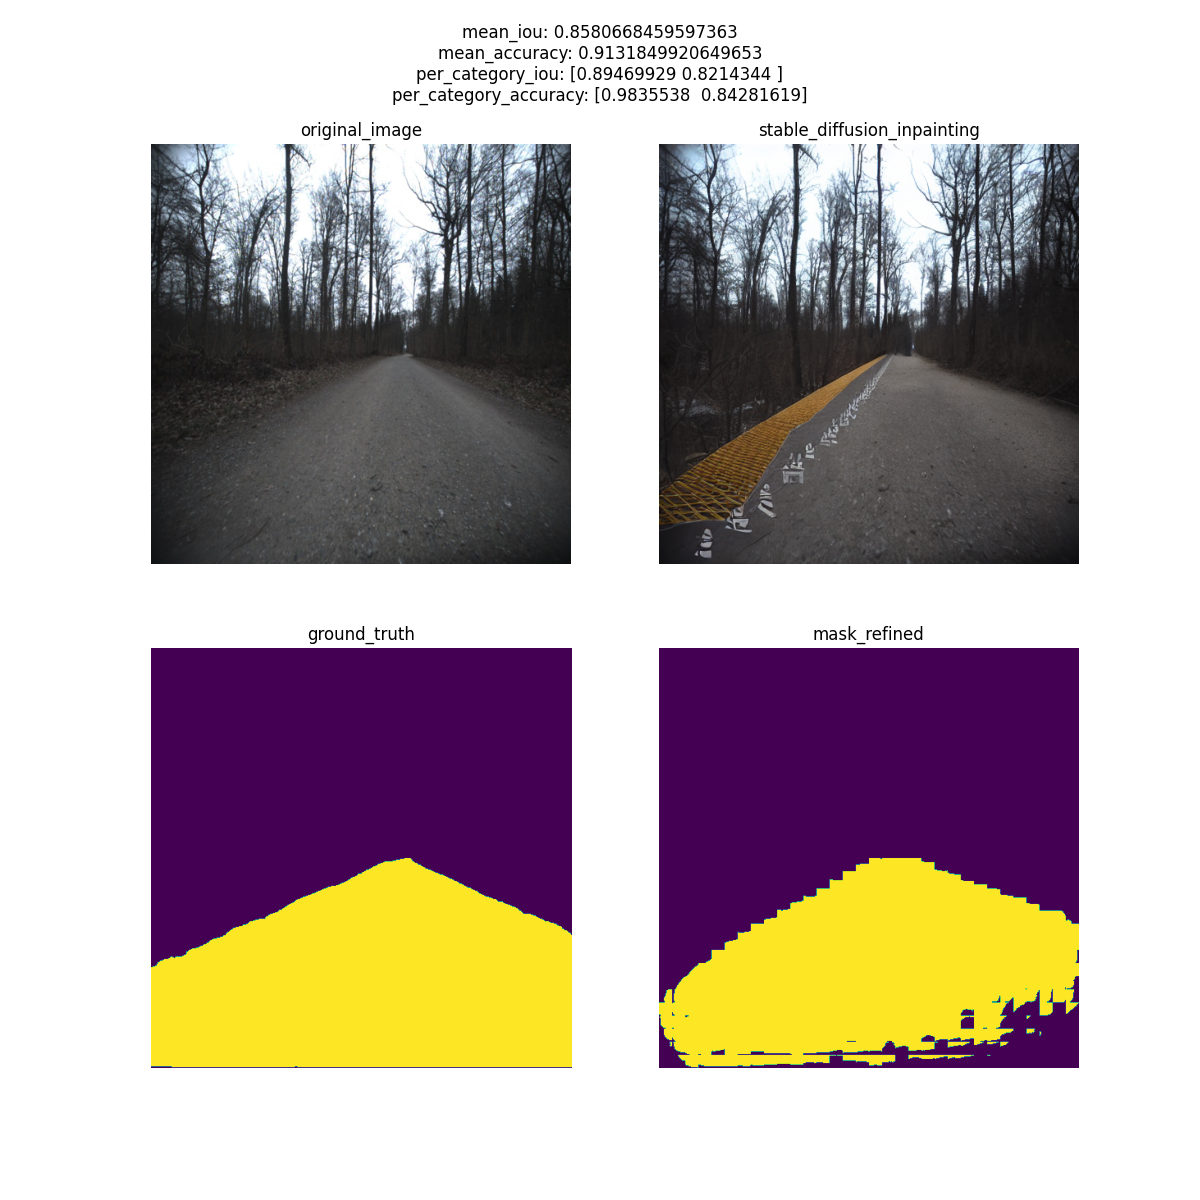 mean_iou: 0.8580668459597363
mean_accuracy: 0.9131849920649653
per_category_iou: [0.89469929 0.8214344 ]
per_category_accuracy: [0.9835538  0.84281619]
original_image
stable_diffusion_inpainting
ground_truth
mask_refined